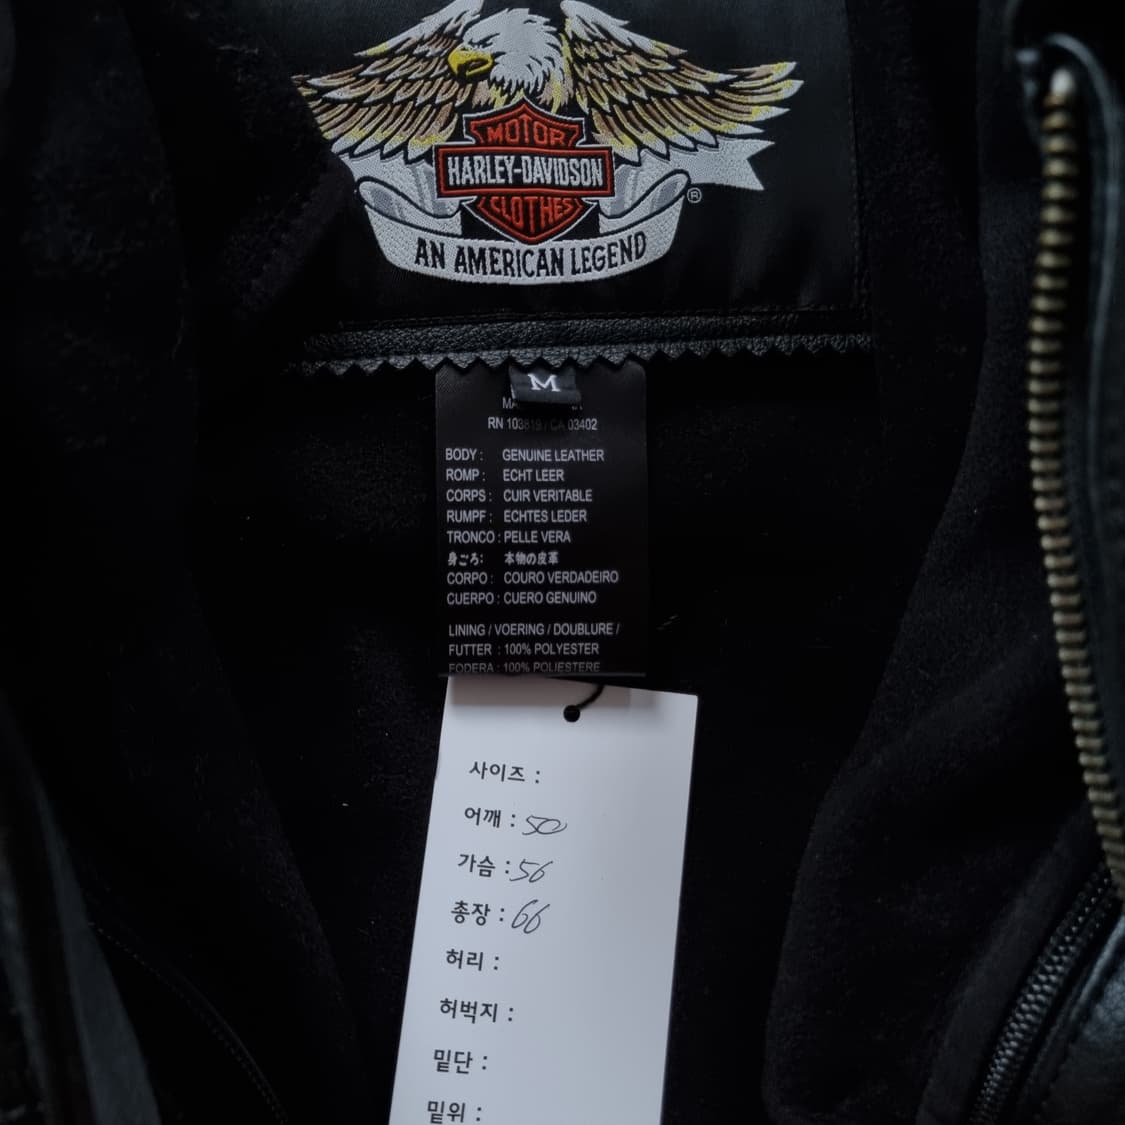 MOTOR
HARLEY-DAVIDSON
CLOTHES
®
AN AMERICAN LEGEND
M
RN 103819 / CA 03402
BODY : GENUINE LEATHER
ROMP : ECHT LEER
CORPS : CUIR VERITABLE
RUMPF : ECHTES LEDER
TRONCO : PELLE VERA
身ごろ: 本物の皮革
CORPO : COURO VERDADEIRO
CUERPO : CUERO GENUINO
LINING / VOERING / DOUBLURE /
FUTTER : 100% POLYESTER
FODERA : 100% POLIESTERE
사이즈 :
어깨 : 50
가슴 : 56
총장 : 66
허리 :
허벅지 :
밑단 :
밑위 :